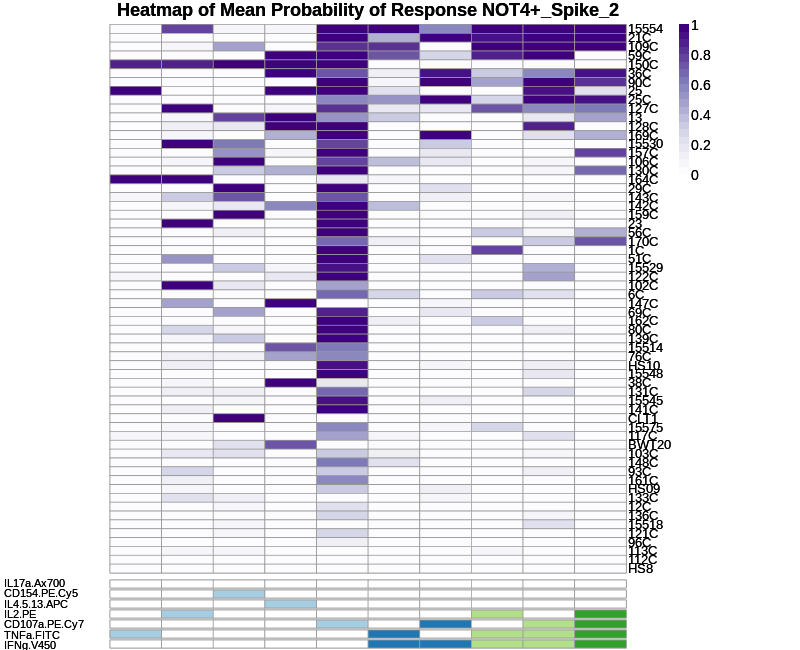 Heatmap of Mean Probability of Response NOT4+_Spike_2
15554
21C
109C
59C
150C
36C
90C
25
25C
127C
13
128C
169C
15530
157C
106C
130C
164C
29C
143C
142C
159C
23
56C
170C
1C
51C
15529
122C
102C
6C
147C
69C
162C
80C
139C
15514
76C
HS10
15548
38C
131C
15545
141C
CLT1
15575
117C
BWT20
103C
148C
93C
161C
HS09
133C
12C
136C
15518
121C
96C
113C
112C
HS8
1
0.8
0.6
0.4
0.2
0
IL17a.Ax700
CD154.PE.Cy5
IL4.5.13.APC
IL2.PE
CD107a.PE.Cy7
TNFa.FITC
IFNg.V450